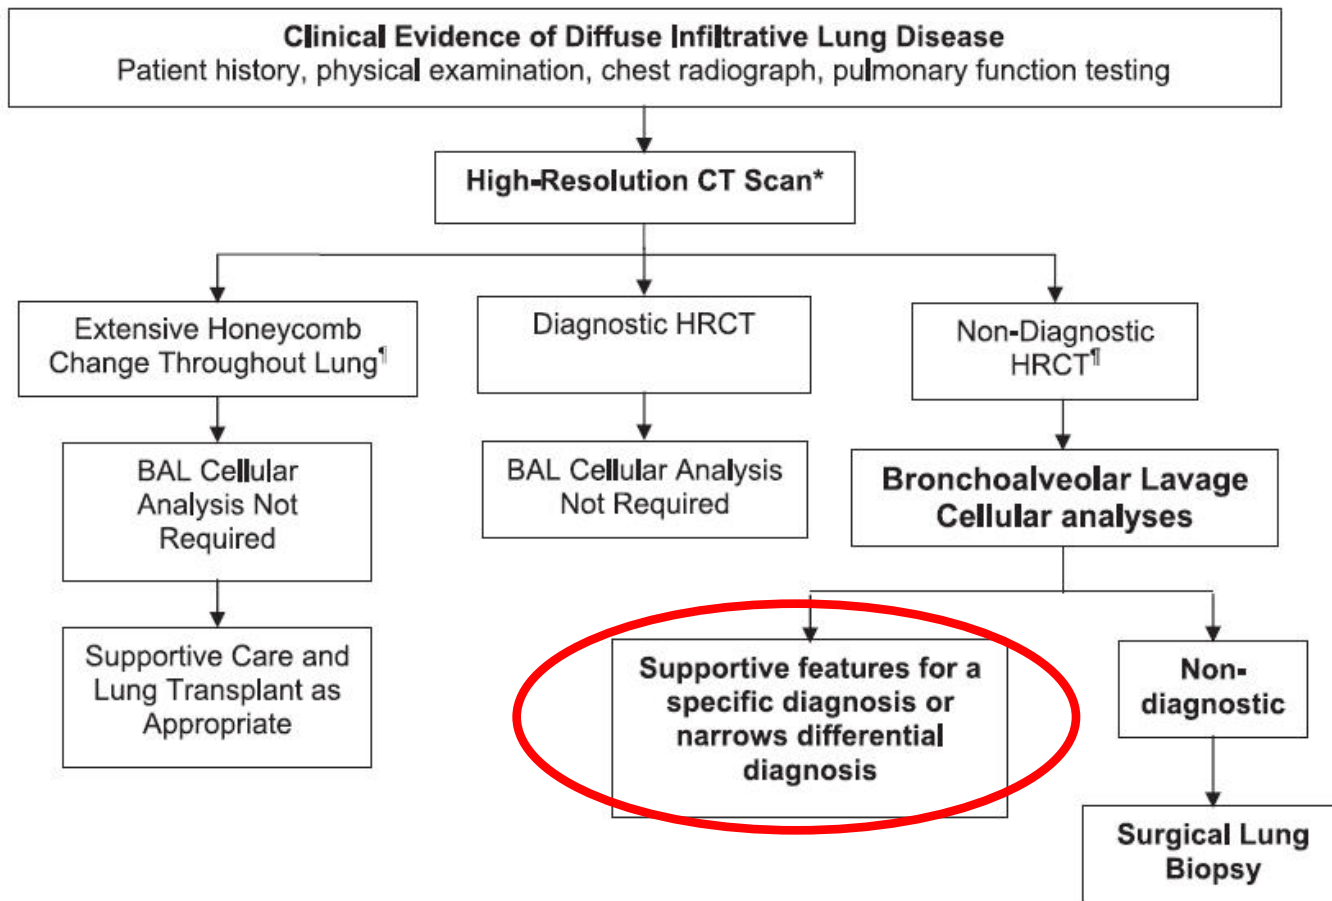 Clinical Evidence of Diffuse Infiltrative Lung Disease
Patient history, physical examination, chest radiograph, pulmonary function testing
High-Resolution CT Scan*
Extensive Honeycomb
Change Throughout Lung¶
Diagnostic HRCT
Non-Diagnostic
HRCT¶
BAL Cellular
Analysis Not
Required
BAL Cellular Analysis
Not Required
Bronchoalveolar Lavage
Cellular analyses
Supportive Care and
Lung Transplant as
Appropriate
Supportive features for a
specific diagnosis or
narrows differential
diagnosis
Non-
diagnostic
Surgical Lung
Biopsy